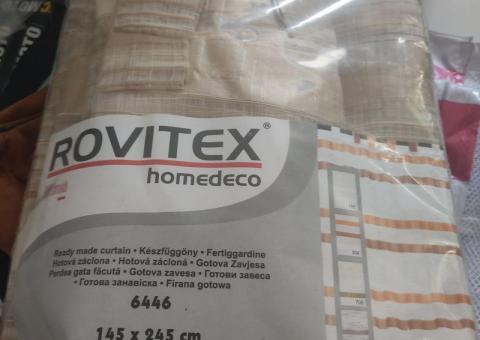 ROVITEX®
homedeco
Ready made curtain • Készfüggöny • Fertiggardine
Hotová záclona • Hotová záclonă • Gotova Zavjesa
Perdea gata făcută • Gotova zavesa • Готови завеса
• Готова занавіска • Firana gotowa
6446
145 x 245 cm